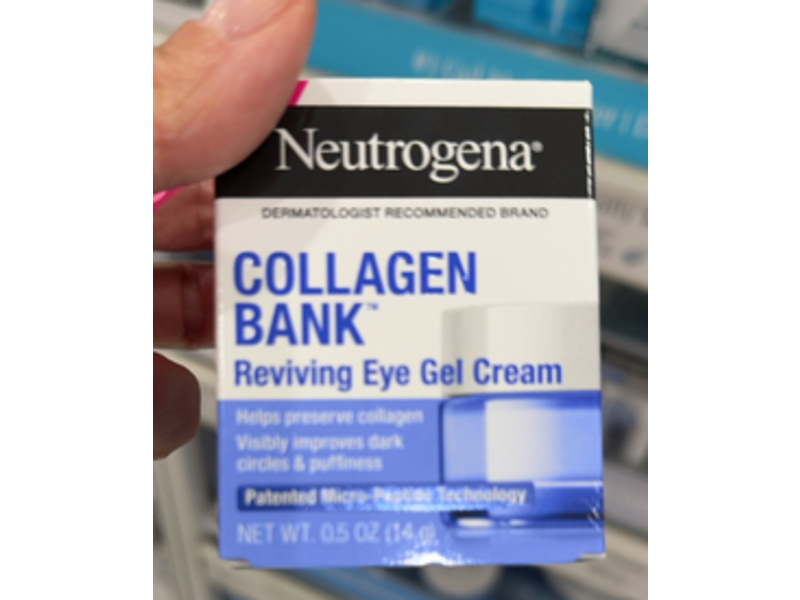 Neutrogena®
DERMATOLOGIST RECOMMENDED BRAND
COLLAGEN
BANK™
Reviving Eye Gel Cream
Helps preserve collagen
Visibly improves dark
circles & puffiness
Patented Micro-Peptide Technology
NET WT. 0.5 OZ (14 g)